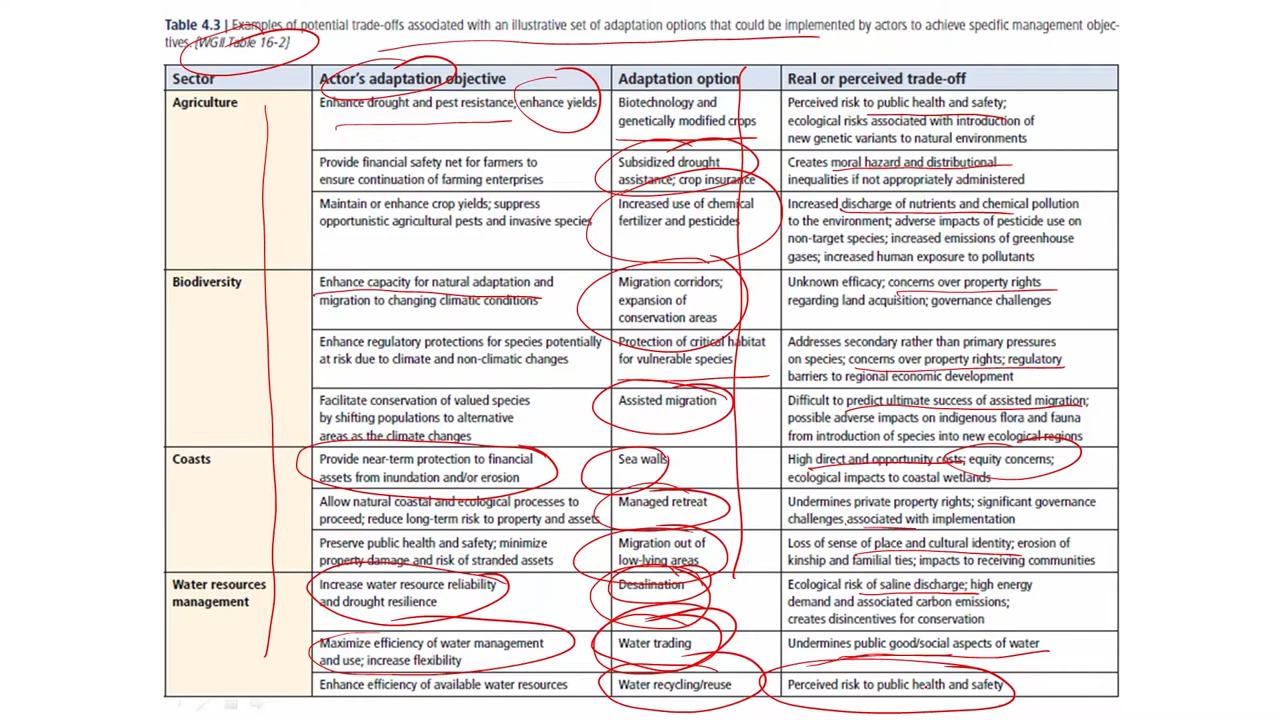 Table 4.3 | Examples of potential trade-offs associated with an illustrative set of adaptation options that could be implemented by actors to achieve specific management objec-
tives. {WGII Table 16-2}
Sector Actor's adaptation objective Adaptation option Real or perceived trade-off
Agriculture
Enhance drought and pest resistance; enhance yields
Biotechnology and
genetically modified crops
Perceived risk to public health and safety;
ecological risks associated with introduction of
new genetic variants to natural environments
Provide financial safety net for farmers to
ensure continuation of farming enterprises
Subsidized drought
assistance; crop insurance
Creates moral hazard and distributional
inequalities if not appropriately administered
Maintain or enhance crop yields; suppress
opportunistic agricultural pests and invasive species
Increased use of chemical
fertilizer and pesticides
Increased discharge of nutrients and chemical pollution
to the environment; adverse impacts of pesticide use on
non-target species; increased emissions of greenhouse
gases; increased human exposure to pollutants
Biodiversity
Enhance capacity for natural adaptation and
migration to changing climatic conditions
Migration corridors;
expansion of
conservation areas
Unknown efficacy; concerns over property rights
regarding land acquisition; governance challenges
Enhance regulatory protections for species potentially
at risk due to climate and non-climatic changes
Protection of critical habitat
for vulnerable species
Addresses secondary rather than primary pressures
on species; concerns over property rights; regulatory
barriers to regional economic development
Facilitate conservation of valued species
by shifting populations to alternative
areas as the climate changes
Assisted migration
Difficult to predict ultimate success of assisted migration;
possible adverse impacts on indigenous flora and fauna
from introduction of species into new ecological regions
Coasts
Provide near-term protection to financial
assets from inundation and/or erosion
Sea walls
High direct and opportunity costs; equity concerns;
ecological impacts to coastal wetlands
Allow natural coastal and ecological processes to
proceed; reduce long-term risk to property and assets
Managed retreat
Undermines private property rights; significant governance
challenges associated with implementation
Preserve public health and safety; minimize
property damage and risk of stranded assets
Migration out of
low-lying areas
Loss of sense of place and cultural identity; erosion of
kinship and familial ties; impacts to receiving communities
Water resources
management
Increase water resource reliability
and drought resilience
Desalination
Ecological risk of saline discharge; high energy
demand and associated carbon emissions;
creates disincentives for conservation
Maximize efficiency of water management
and use; increase flexibility
Water trading
Undermines public good/social aspects of water
Enhance efficiency of available water resources
Water recycling/reuse
Perceived risk to public health and safety